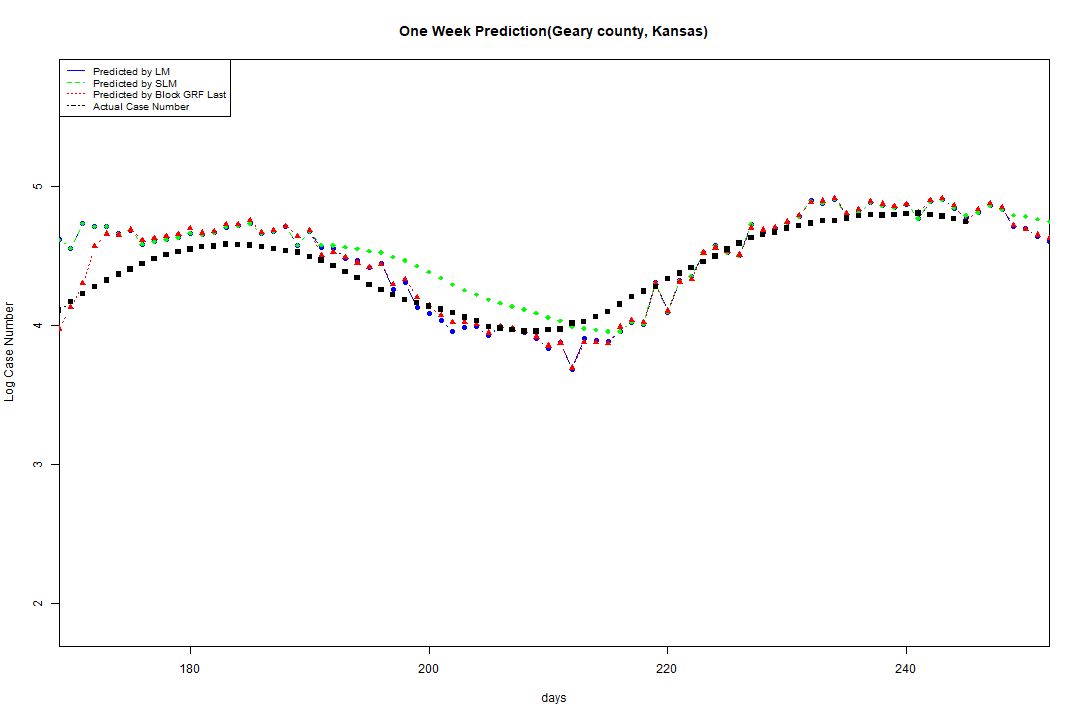 One Week Prediction(Geary county, Kansas)
Predicted by LM
Predicted by SLM
Predicted by Block GRF Last
Actual Case Number
5
4
3
2
Log Case Number
180 200 220 240
days